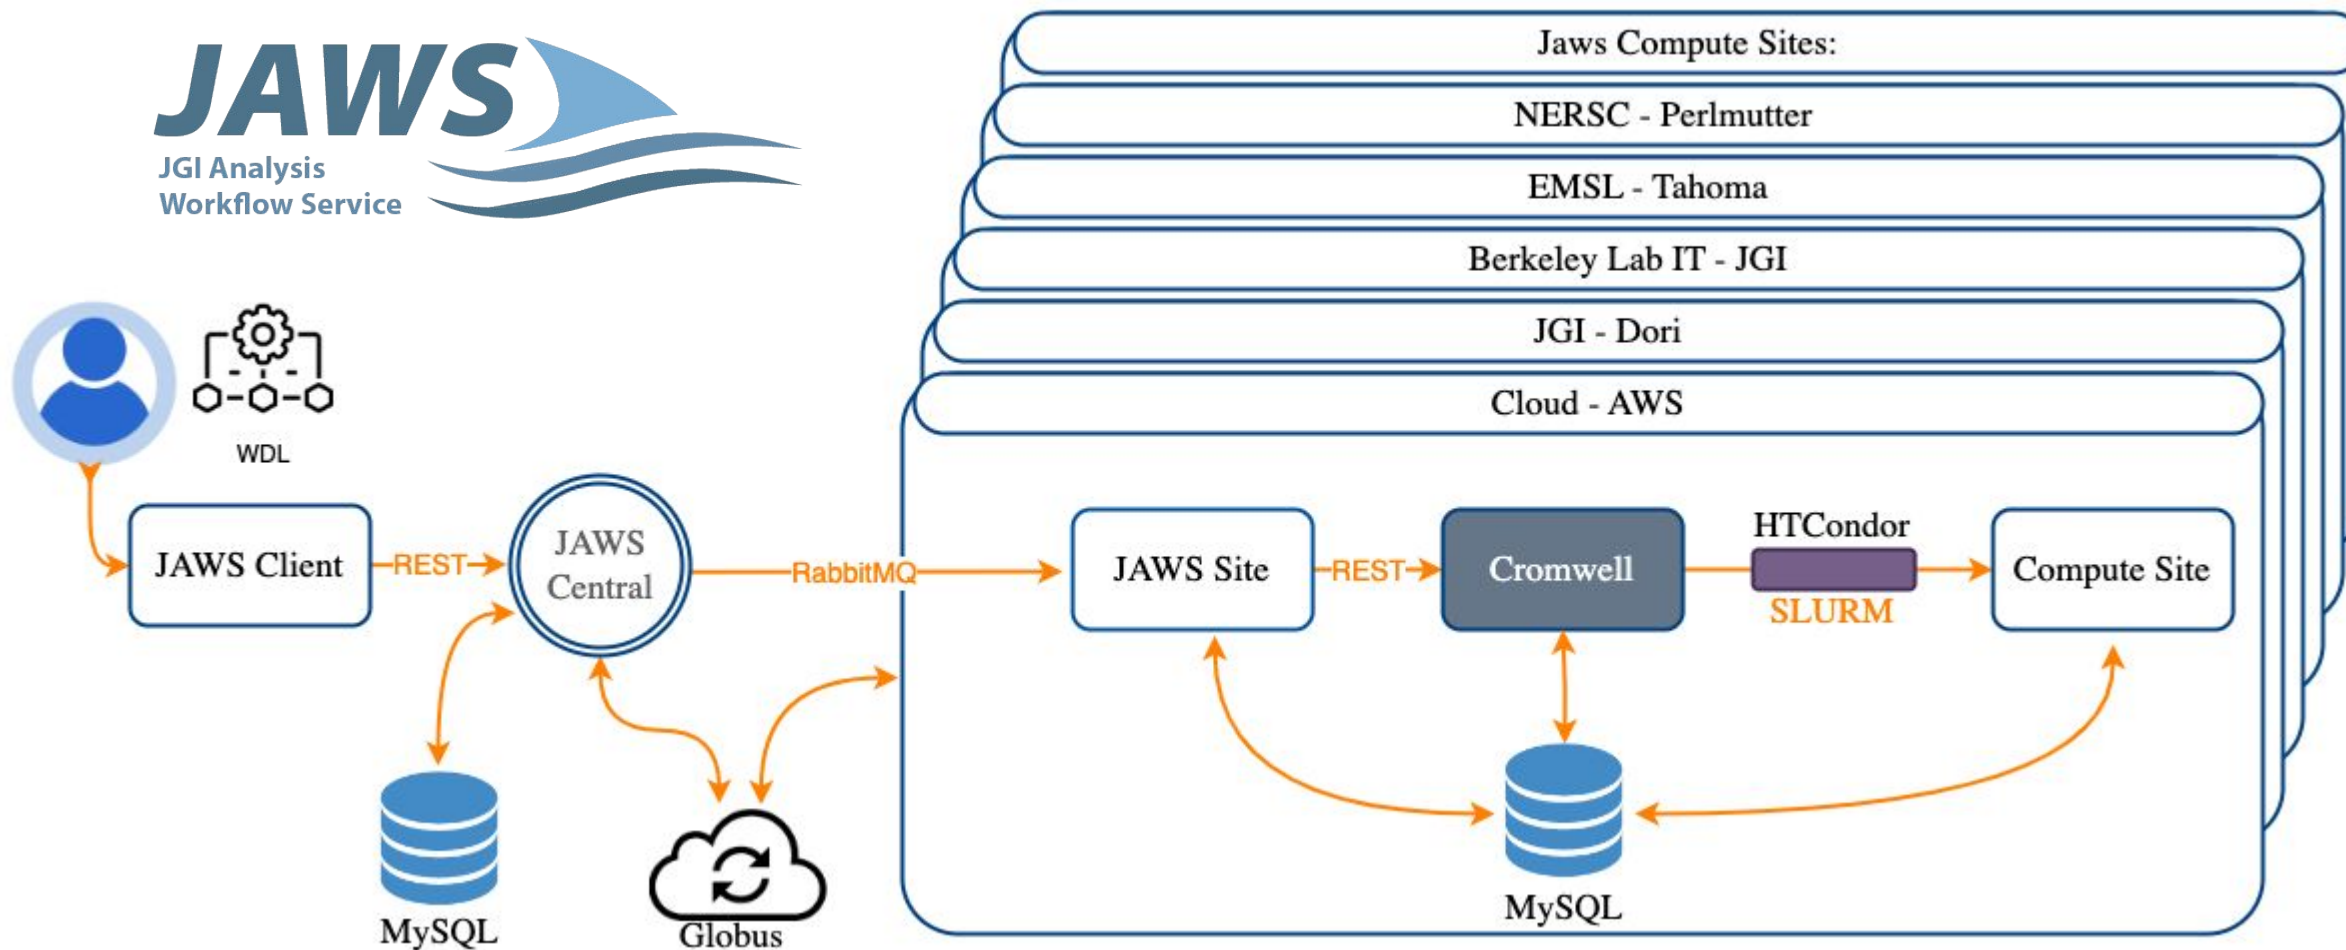 JAWS
JGI Analysis
Workflow Service
Jaws Compute Sites:
NERSC - Perlmutter
EMSL - Tahoma
Berkeley Lab IT - JGI
JGI - Dori
Cloud - AWS
WDL
JAWS Client
REST
JAWS
Central
RabbitMQ
JAWS Site
REST
Cromwell
HTCondor
SLURM
Compute Site
MySQL
Globus
MySQL